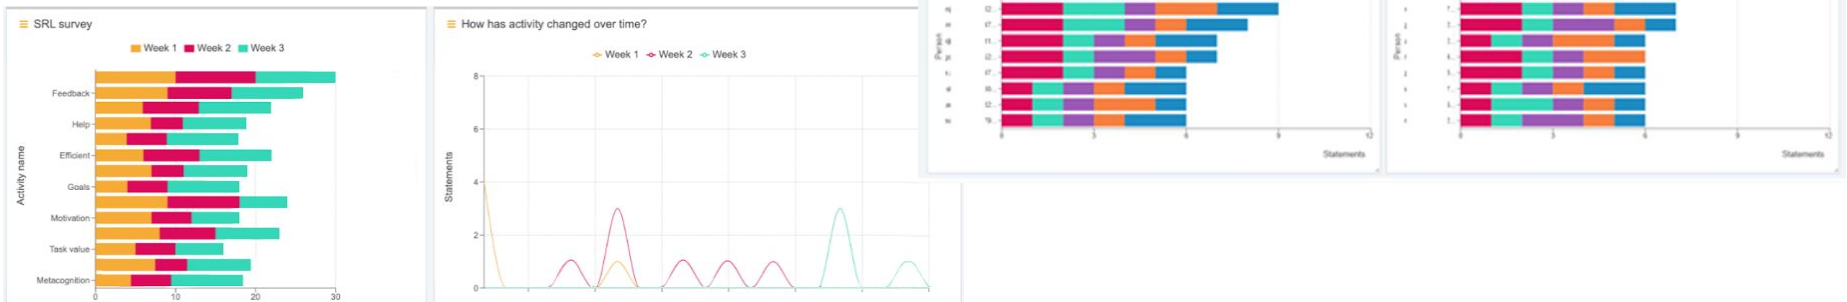 SRL survey
Week 1 Week 2 Week 3
Activity name
Feedback
Help
Efficient
Goals
Motivation
Task value
Metacognition
0 10 20 30
How has activity changed over time?
Week 1 Week 2 Week 3
Statements
8
6
4
2
0
Person
0 3 6 9 12
Statements
Person
0 3 6 9 12
Statements